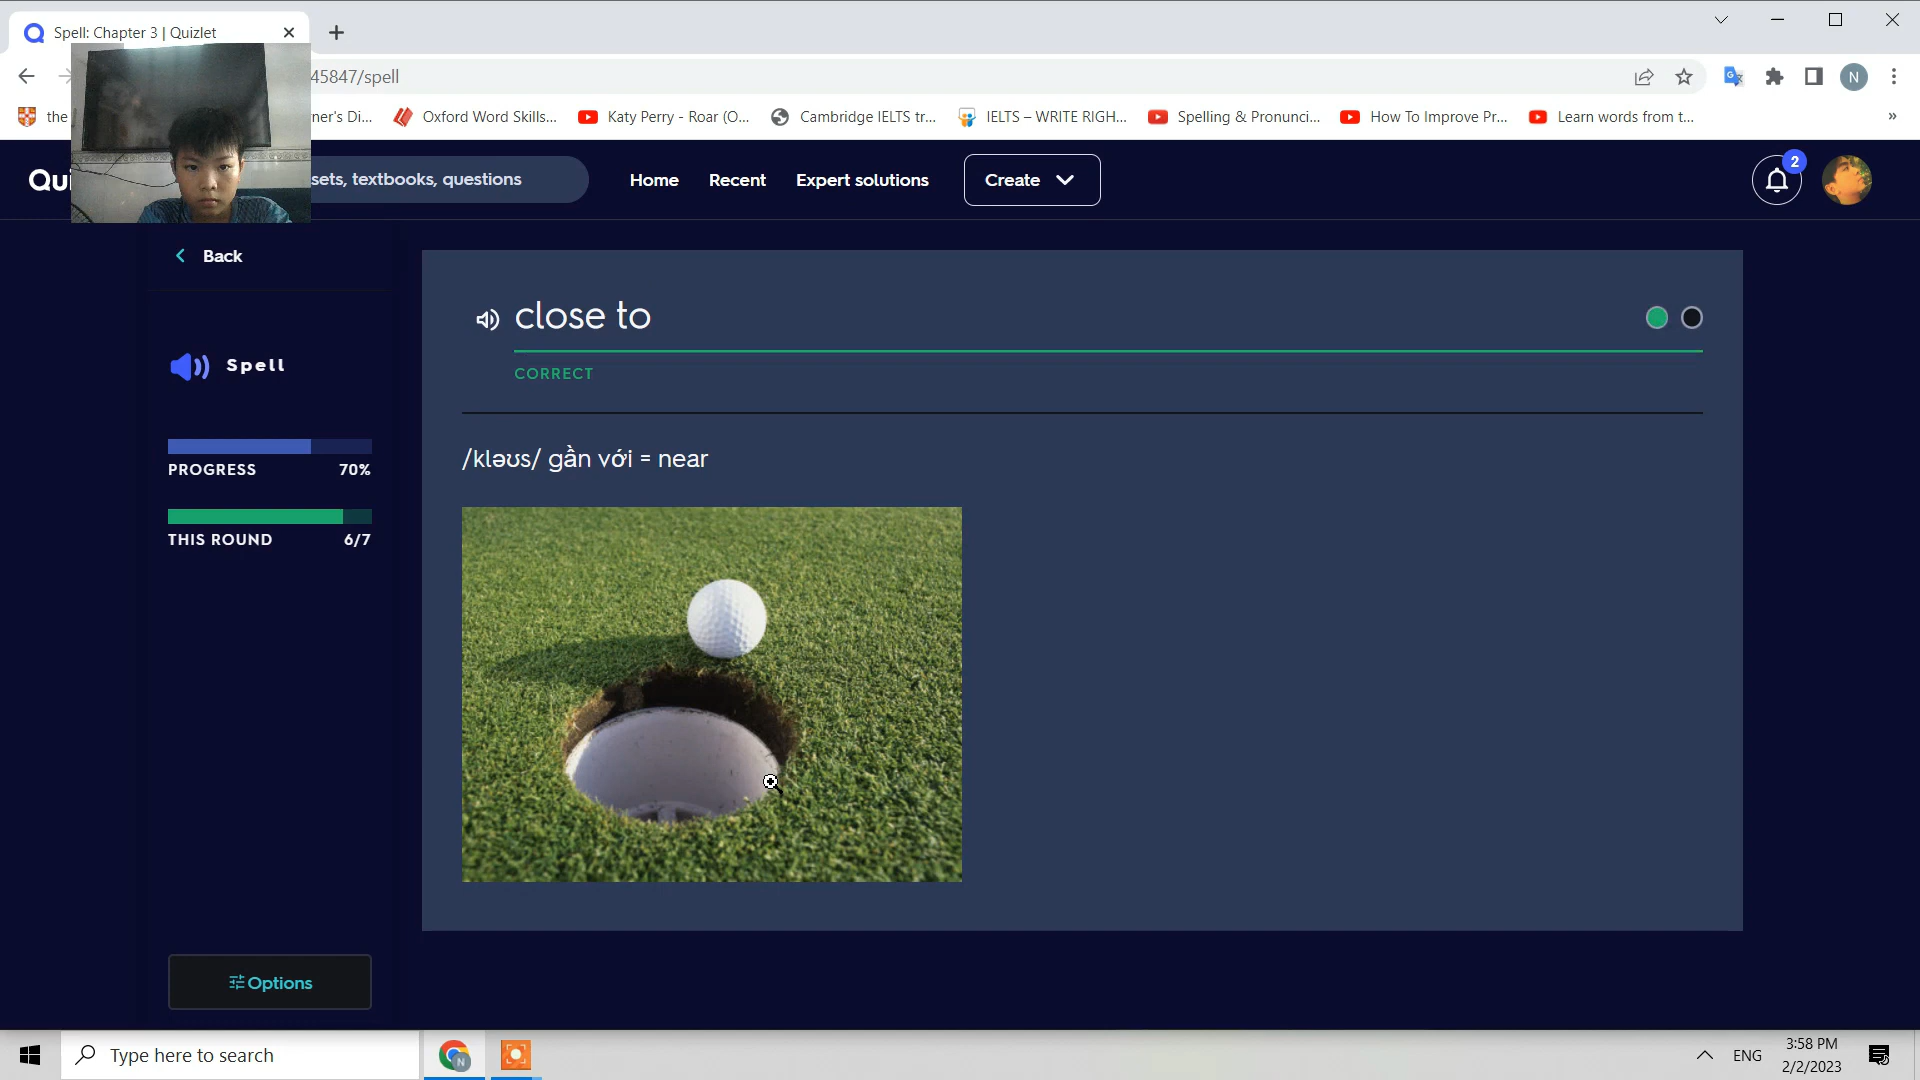 Spell: Chapter 3 | Quizlet
45847/spell
N
the
ner's Di...
Oxford Word Skills...
Katy Perry - Roar (O...
Cambridge IELTS tr...
IELTS – WRITE RIGH...
Spelling & Pronunci...
How To Improve Pr...
Learn words from t...
»
Qui
sets, textbooks, questions
Home
Recent
Expert solutions
Create
2
Back
close to
CORRECT
Spell
PROGRESS 70%
THIS ROUND 6/7
/kləʊs/ gần với = near
Options
Type here to search
N
ENG
3:58 PM
2/2/2023